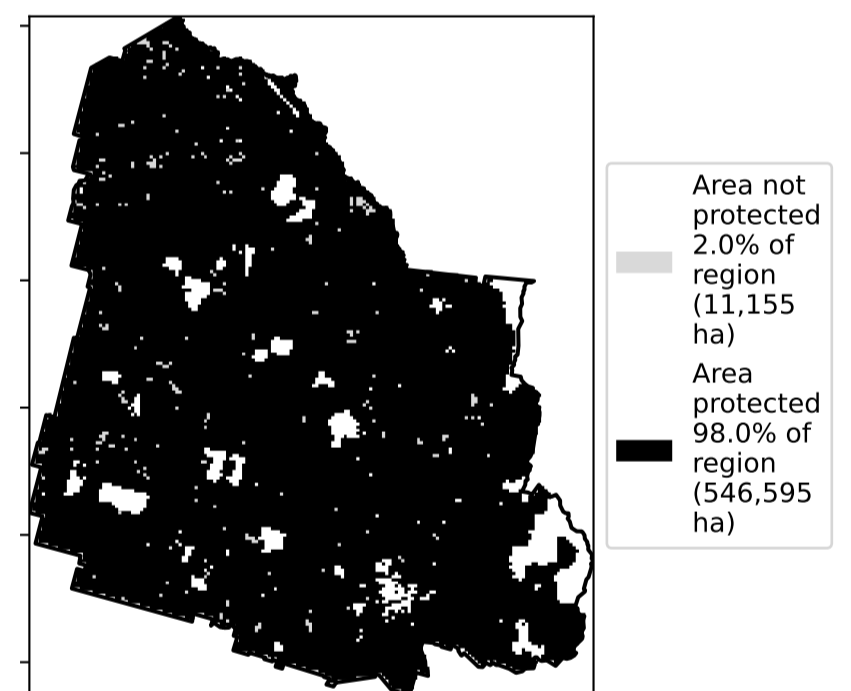 Area not
protected
2.0% of
region
(11,155
ha)
Area
protected
98.0% of
region
(546,595
ha)